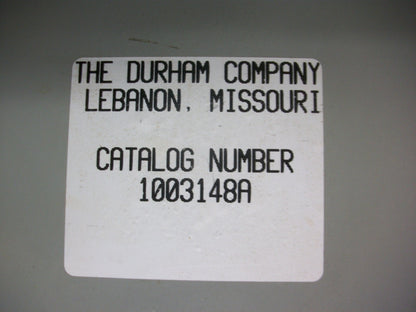 THE DURHAM COMPANY
LEBANON, MISSOURI
CATALOG NUMBER
1003148A